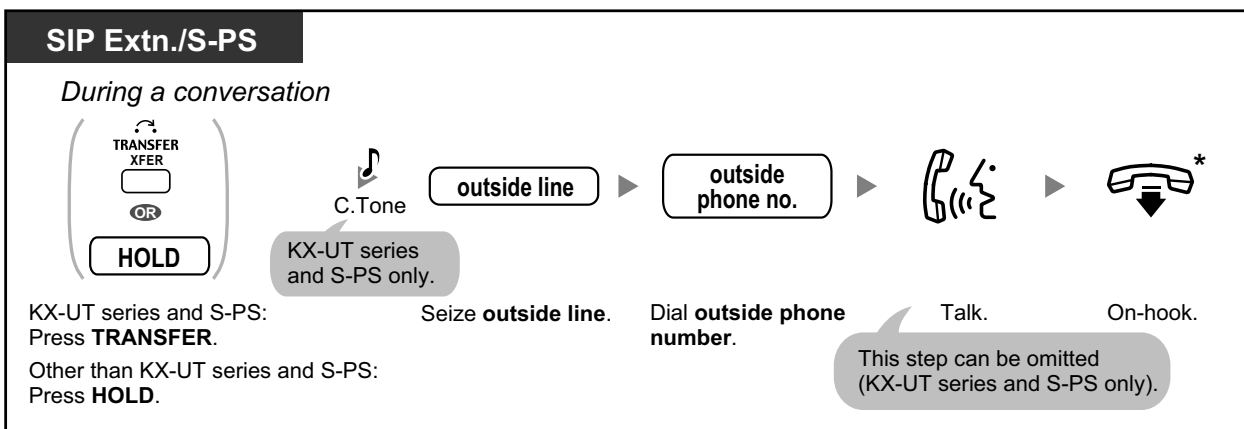 SIP Extn./S-PS
During a conversation
TRANSFER
XFER
OR
HOLD
C.Tone
KX-UT series
and S-PS only.
outside line
outside
phone no.
*
KX-UT series and S-PS:
Press TRANSFER.
Other than KX-UT series and S-PS:
Press HOLD.
Seize outside line.
Dial outside phone
number.
Talk.
This step can be omitted
(KX-UT series and S-PS only).
On-hook.